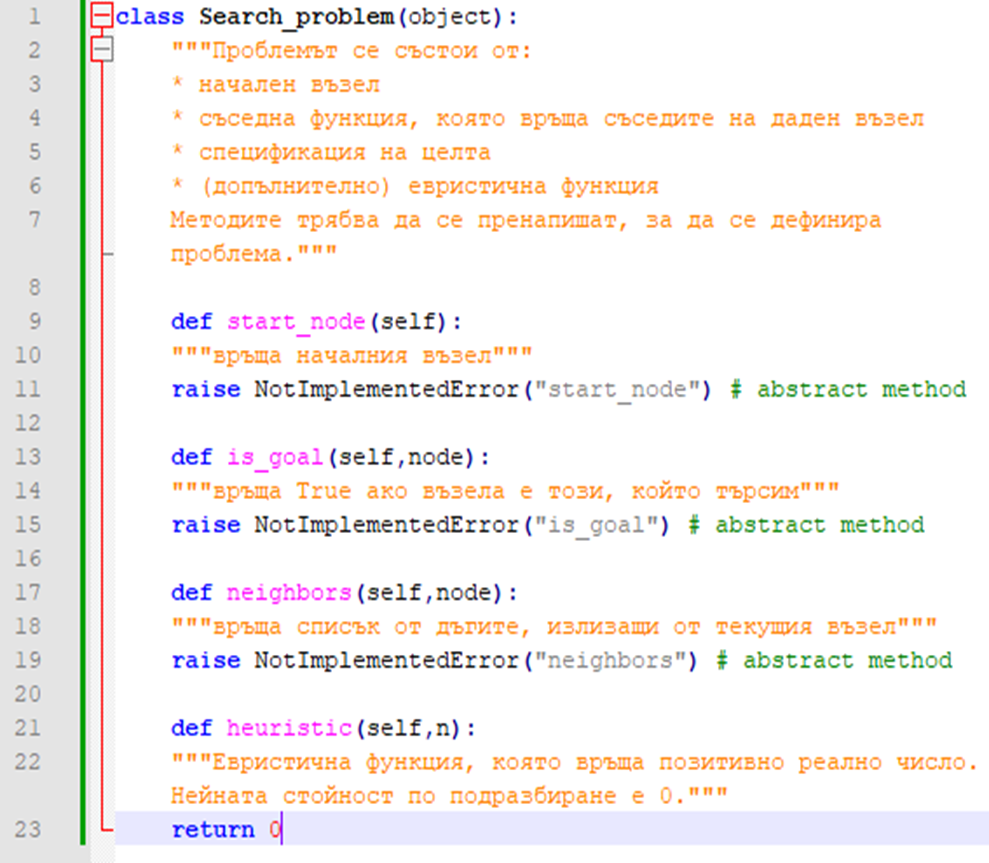 1 class Search_problem(object):
2 """Проблемът се състои от:
3 * начален възел
4 * съседна функция, която връща съседите на даден възел
5 * спецификация на целта
6 * (допълнително) евристична функция
7 Методите трябва да се пренапишат, за да се дефинира
проблема."""
8
9 def start_node(self):
10 """връща началния възел"""
11 raise NotImplementedError("start_node") # abstract method
12
13 def is_goal(self,node):
14 """връща True ако възела е този, който търсим"""
15 raise NotImplementedError("is_goal") # abstract method
16
17 def neighbors(self,node):
18 """връща списък от дъгите, излизащи от текущия възел"""
19 raise NotImplementedError("neighbors") # abstract method
20
21 def heuristic(self,n):
22 """Евристична функция, която връща позитивно реално число.
Нейната стойност по подразбиране е 0."""
23 return 0